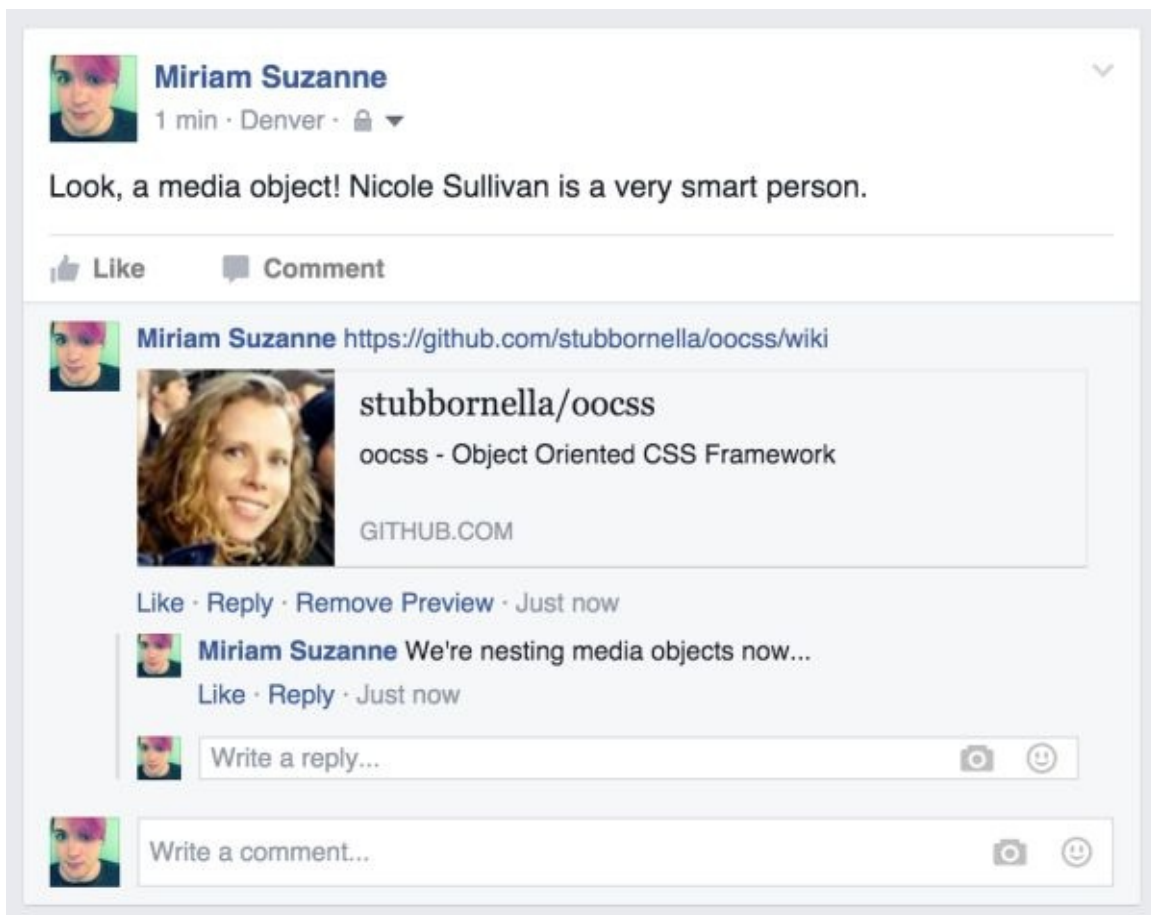 Miriam Suzanne
1 min · Denver ·
Look, a media object! Nicole Sullivan is a very smart person.
Like Comment
Miriam Suzanne https://github.com/stubbornella/oocss/wiki
stubbornella/oocss
oocss - Object Oriented CSS Framework
GITHUB.COM
Like · Reply · Remove Preview · Just now
Miriam Suzanne We're nesting media objects now...
Like · Reply · Just now
Write a reply...
Write a comment...